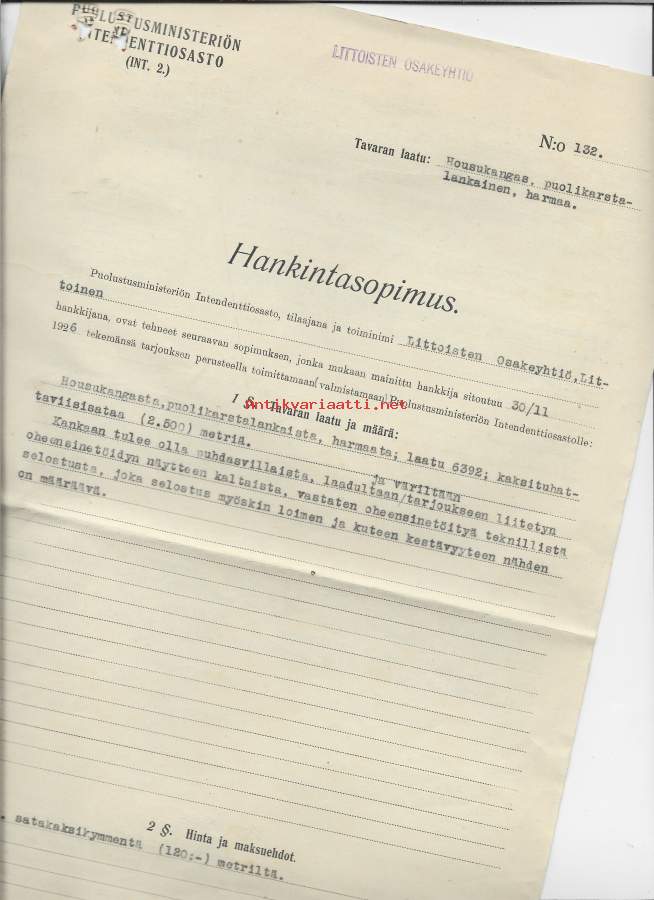 PUOLUSTUSMINISTERIÖN
INTENDENTTIOSASTO
(INT. 2.)
LITTOISTEN OSAKEYHTIÖ
N:o 132.
Tavaran laatu: Housukangas, puolikarsta-
lankainen, harmaa.
Hankintasopimus.
Puolustusministeriön Intendenttiosasto, tilaajana ja toiminimi Littoisten Osakeyhtiö, Lit-
toinen
hankkijana, ovat tehneet seuraavan sopimuksen, jonka mukaan mainittu hankkija sitoutuu 30/11
1926 tekemänsä tarjouksen perusteella toimittamaan (valmistamaan) Puolustusministeriön Intendenttiosastolle:
Antikvariaatti.net
1 §. Tavaran laatu ja määrä:
Housukangasta, puolikarstalankaista, harmaata; laatu 6392; kaksituhat-
taviisisataa (2.500) metriä.
ja väriltään
Kankaan tulee olla puhdasvillaista, laadultaan/tarjoukseen liitetyn
oheensinetöidyn näytteen kaltaista, vastaten oheensinetöityä teknillistä
selostusta, joka selostus myöskin loimen ja kuteen kestävyyteen nähden
on määräävä.
2 §. Hinta ja maksuehdot.
satakaksikymmentä (120:-) metriltä.